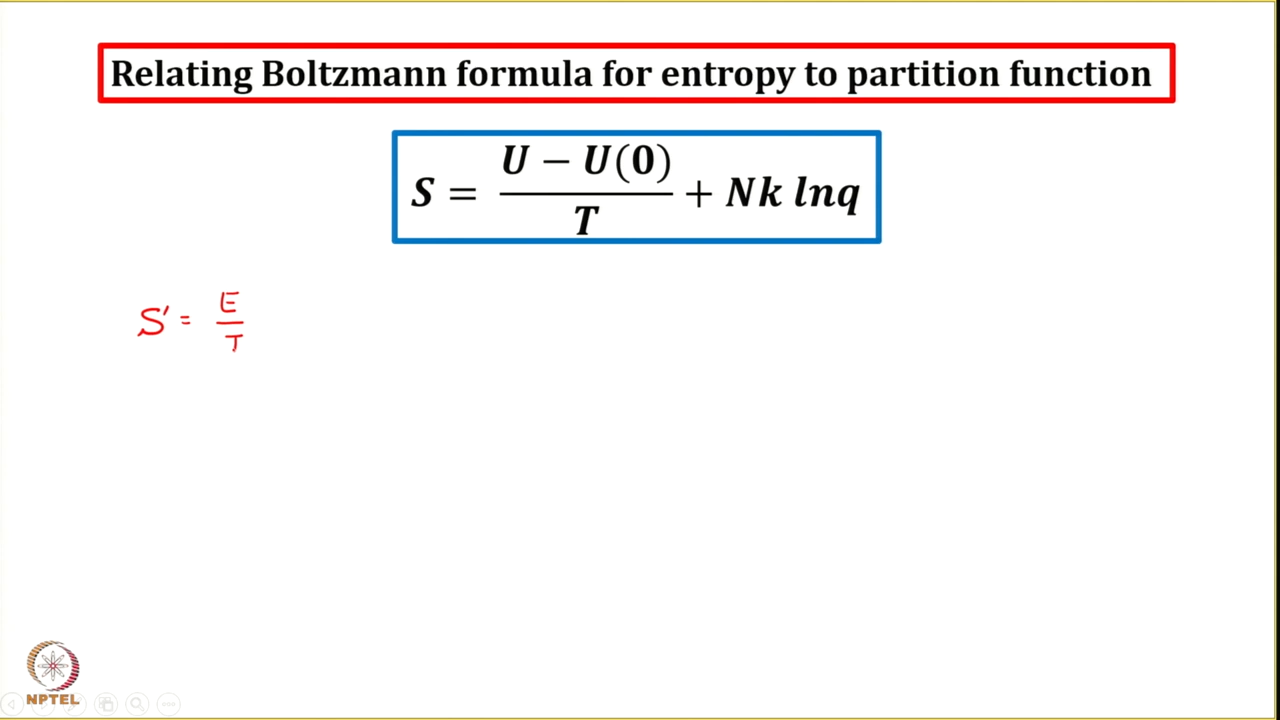 Relating Boltzmann formula for entropy to partition function
S = U − U(0) / T + Nk lnq
S' = E / T
NPTEL